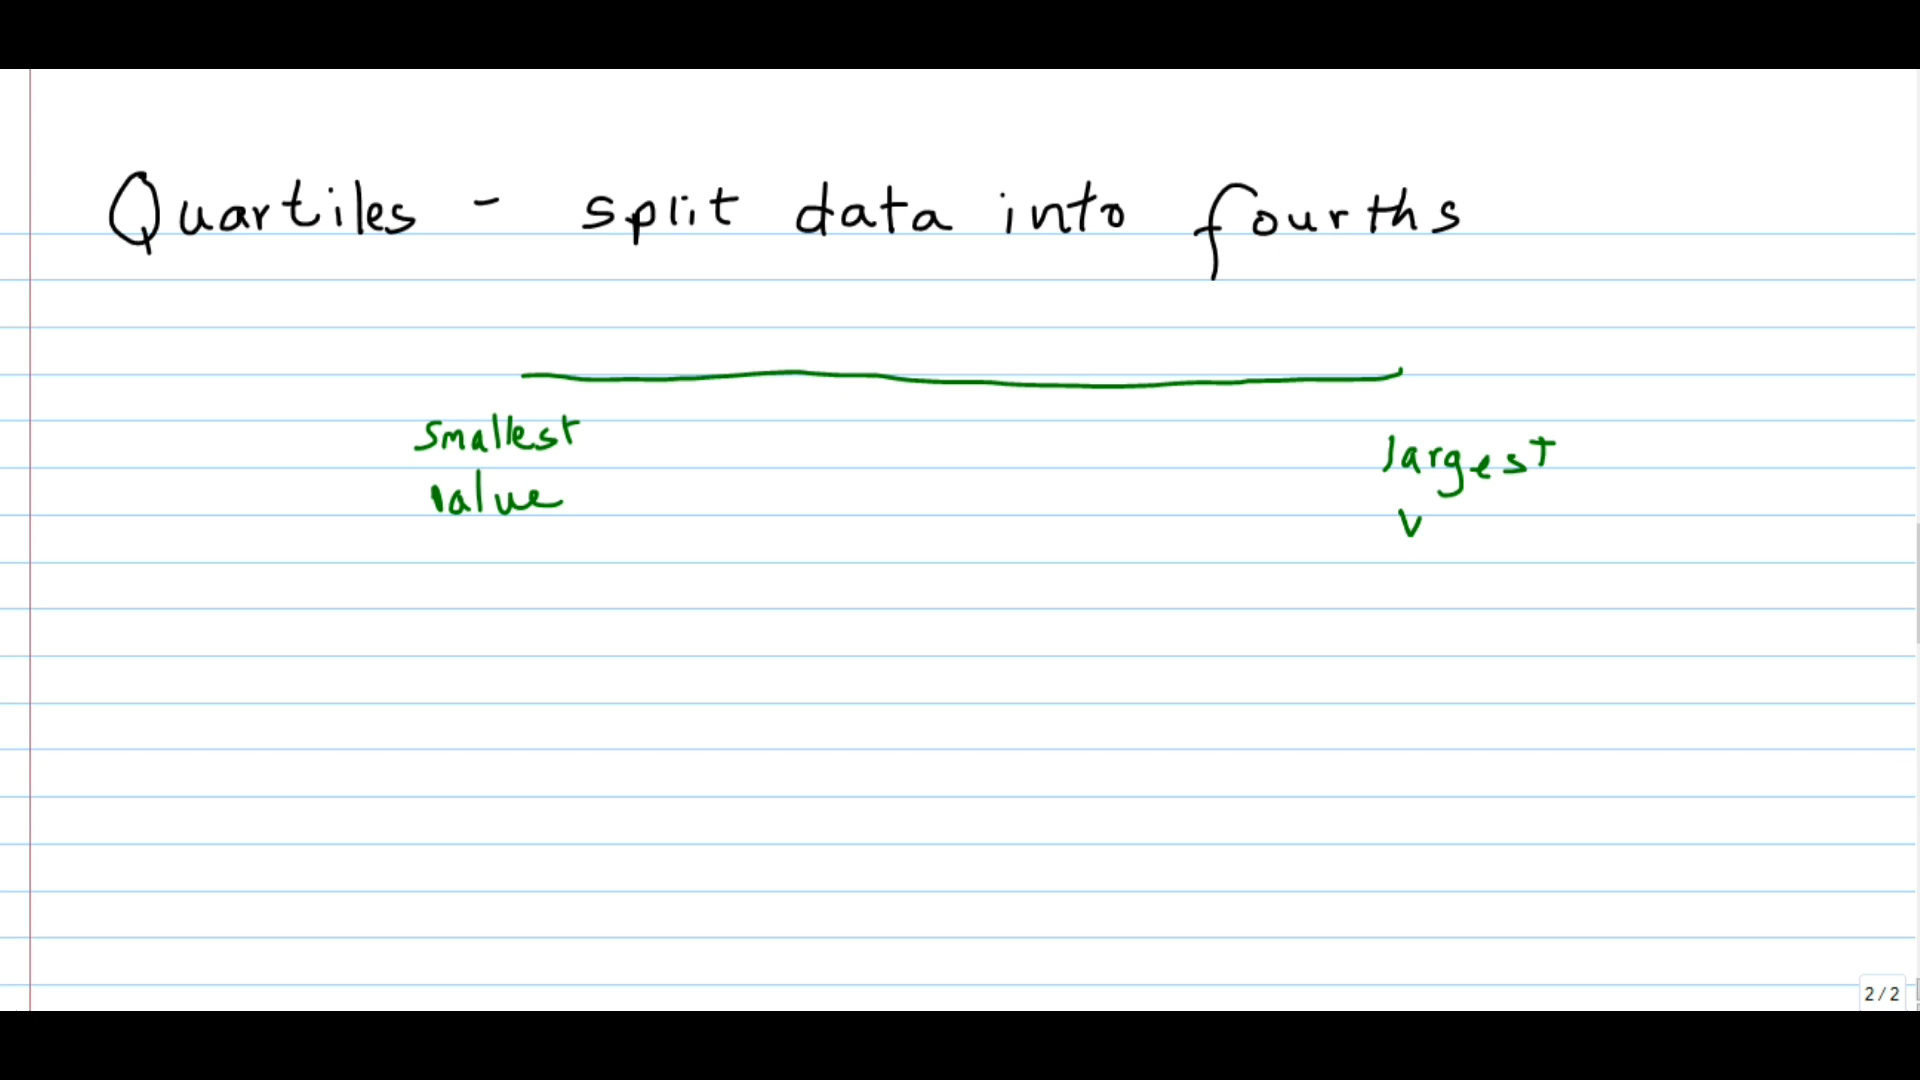 Quartiles - split data into fourths
smallest
value
largest
v
2/2